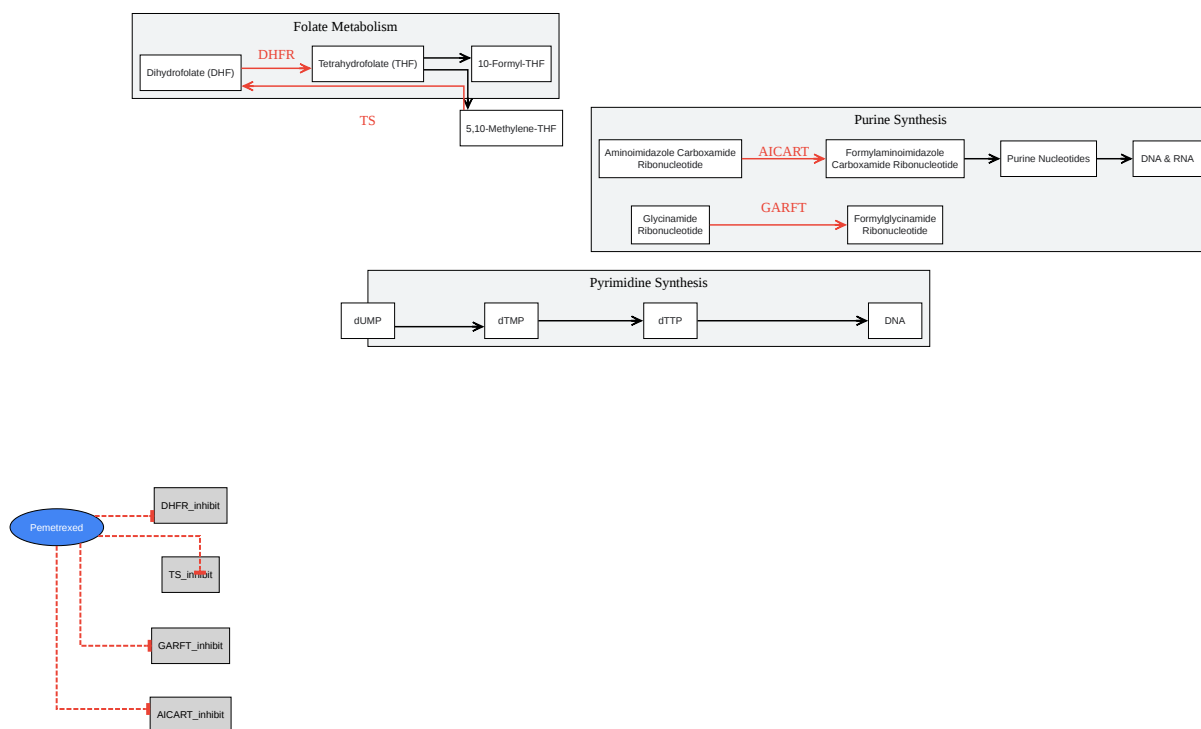 Folate Metabolism
DHFR
Dihydrofolate (DHF)
Tetrahydrofolate (THF)
10-Formyl-THF
TS
5,10-Methylene-THF
Purine Synthesis
Aminoimidazole Carboxamide
Ribonucleotide
AICART
Formylaminoimidazole
Carboxamide Ribonucleotide
Purine Nucleotides
DNA & RNA
Glycinamide
Ribonucleotide
GARFT
Formylglycinamide
Ribonucleotide
Pyrimidine Synthesis
dUMP
dTMP
dTTP
DNA
Pemetrexed
DHFR_inhibit
TS_inhibit
GARFT_inhibit
AICART_inhibit